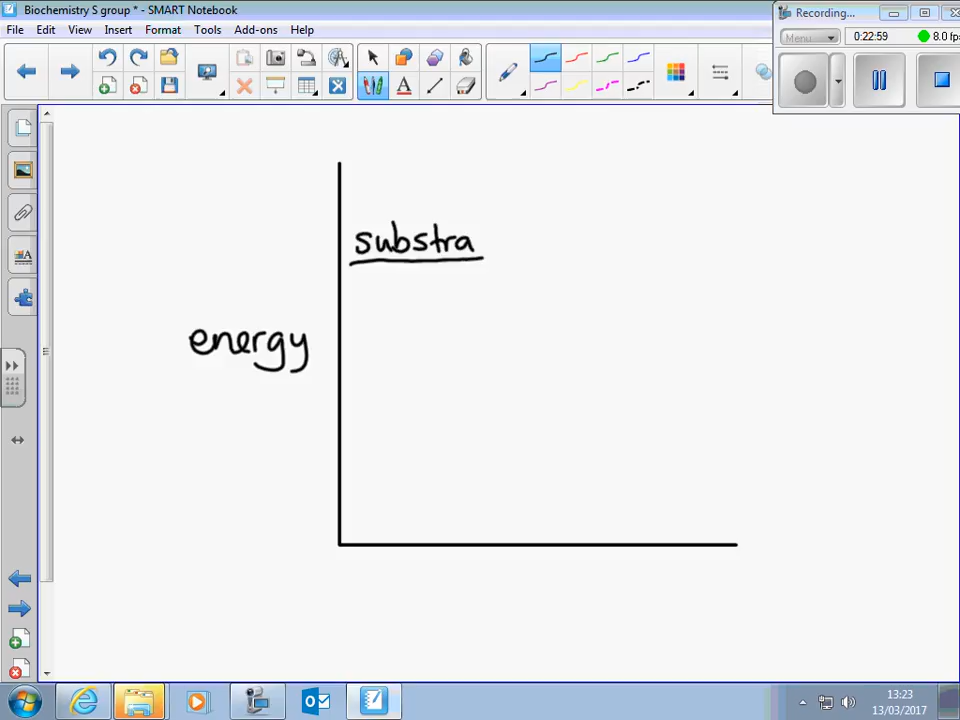 Biochemistry S group * - SMART Notebook
Recording...
File Edit View Insert Format Tools Add-ons Help
Menu 0:22:59 8.0 fp
substra
energy
13:23
13/03/2017